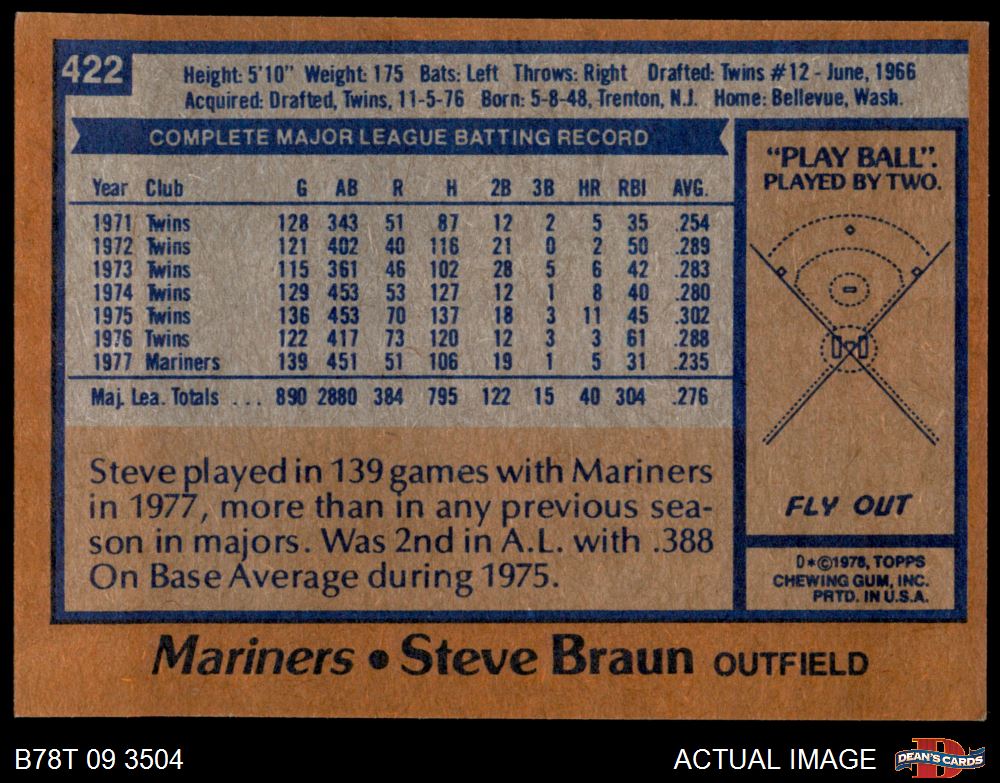 422
Height: 5'10" Weight: 175 Bats: Left Throws: Right Drafted: Twins #12 - June, 1966
Acquired: Drafted, Twins, 11-5-76 Born: 5-8-48, Trenton, N.J. Home: Bellevue, Wash.
COMPLETE MAJOR LEAGUE BATTING RECORD
Year Club G AB R H 2B 3B HR RBI AVG.
1971 Twins 128 343 51 87 12 2 5 35 .254
1972 Twins 121 402 40 116 21 0 2 50 .289
1973 Twins 115 361 46 102 28 5 6 42 .283
1974 Twins 129 453 53 127 12 1 8 40 .280
1975 Twins 136 453 70 137 18 3 11 45 .302
1976 Twins 122 417 73 120 12 3 3 61 .288
1977 Mariners 139 451 51 106 19 1 5 31 .235
Maj. Lea. Totals ... 890 2880 384 795 122 15 40 304 .276
Steve played in 139 games with Mariners
in 1977, more than in any previous sea-
son in majors. Was 2nd in A.L. with .388
On Base Average during 1975.
"PLAY BALL".
PLAYED BY TWO.
FLY OUT
D*©1978, TOPPS
CHEWING GUM, INC.
PRTD. IN U.S.A.
Mariners • Steve Braun OUTFIELD
B78T 09 3504
ACTUAL IMAGE
DEAN'S CARDS